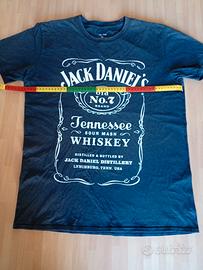 JACK DANIEL'S
Old
No.7
BRAND
Tennessee
SOUR MASH
WHISKEY
DISTILLED & BOTTLED BY
JACK DANIEL DISTILLERY
LYNCHBURG, TENN. USA
subito